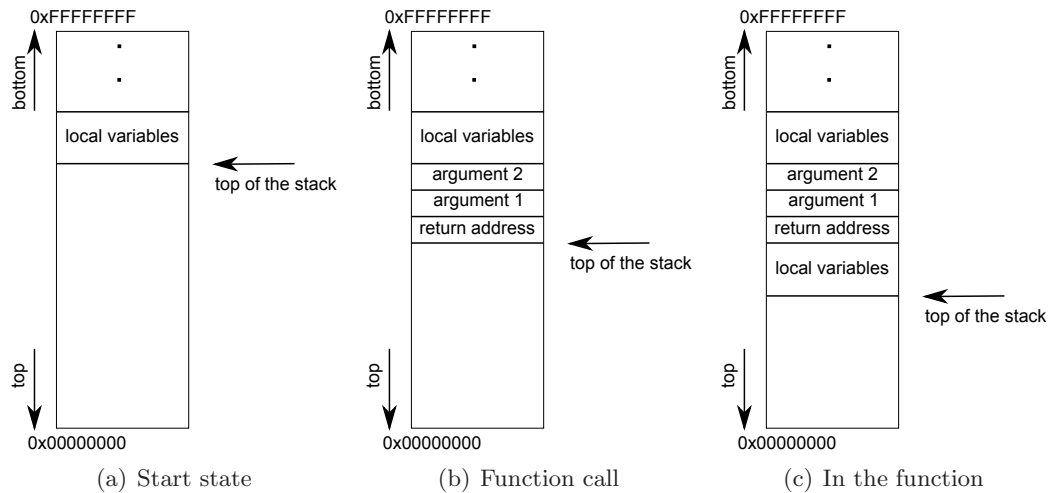 0xFFFFFFFF
bottom
local variables
top of the stack
top
0x00000000
(a) Start state
0xFFFFFFFF
bottom
local variables
argument 2
argument 1
return address
top of the stack
top
0x00000000
(b) Function call
0xFFFFFFFF
bottom
local variables
argument 2
argument 1
return address
local variables
top of the stack
top
0x00000000
(c) In the function